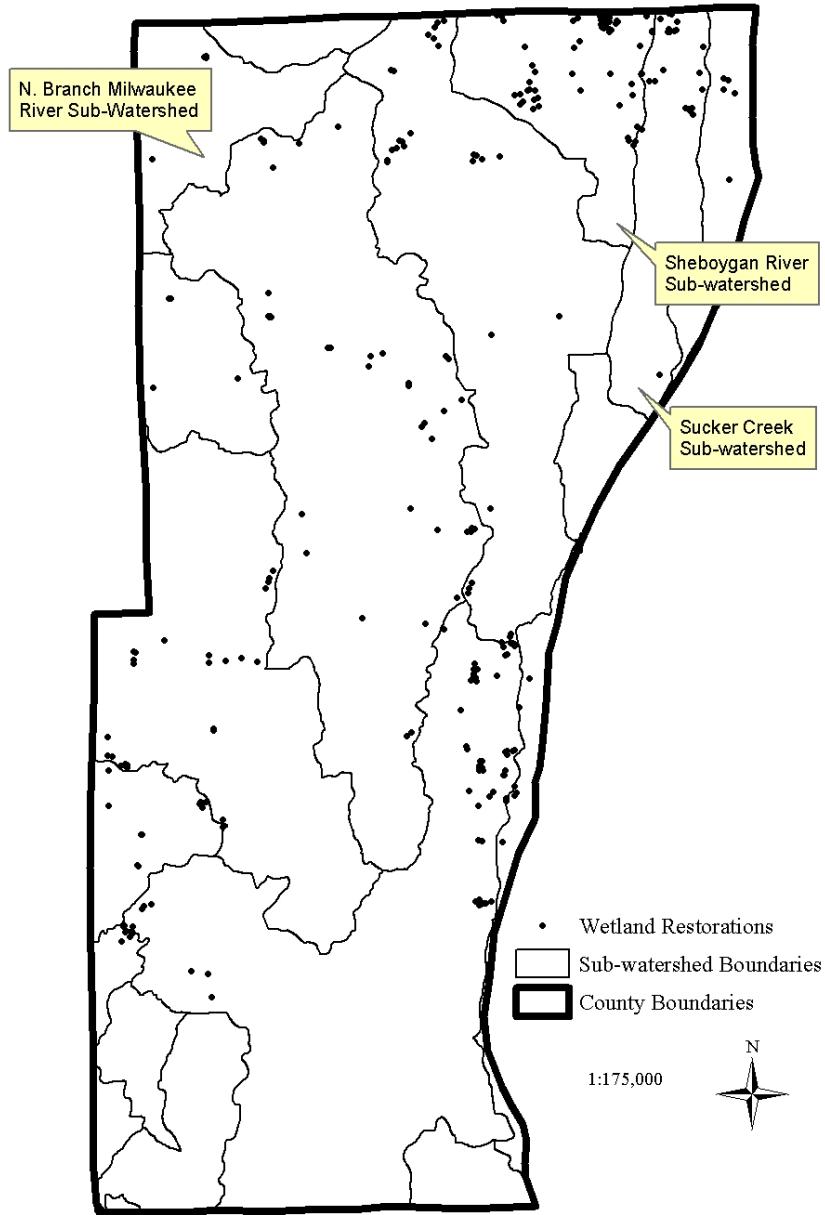 N. Branch Milwaukee
River Sub-Watershed
Sheboygan River
Sub-watershed
Sucker Creek
Sub-watershed
Wetland Restorations
Sub-watershed Boundaries
County Boundaries
N
1:175,000